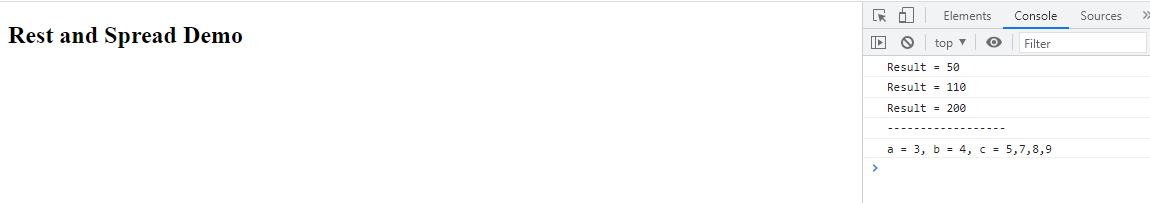 Rest and Spread Demo
Elements Console Sources »
top ▼ Filter
Result = 50
Result = 110
Result = 200
------------------
a = 3, b = 4, c = 5,7,8,9
>